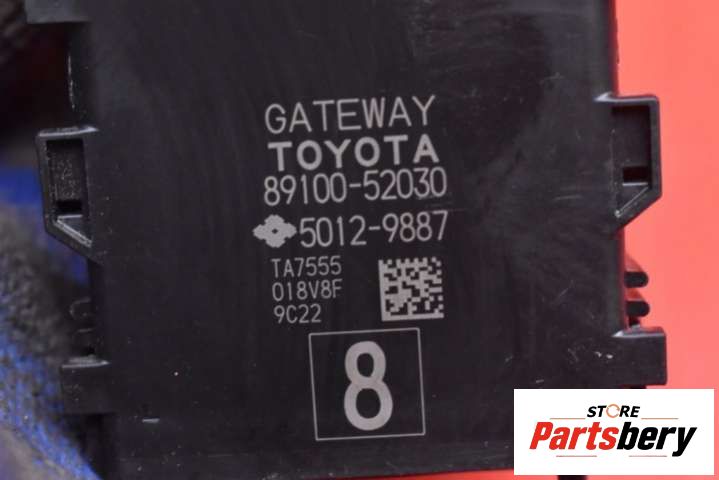 GATEWAY
TOYOTA
89100-52030
5012-9887
TA7555
018V8F
9C22
8
STORE
Partsbery